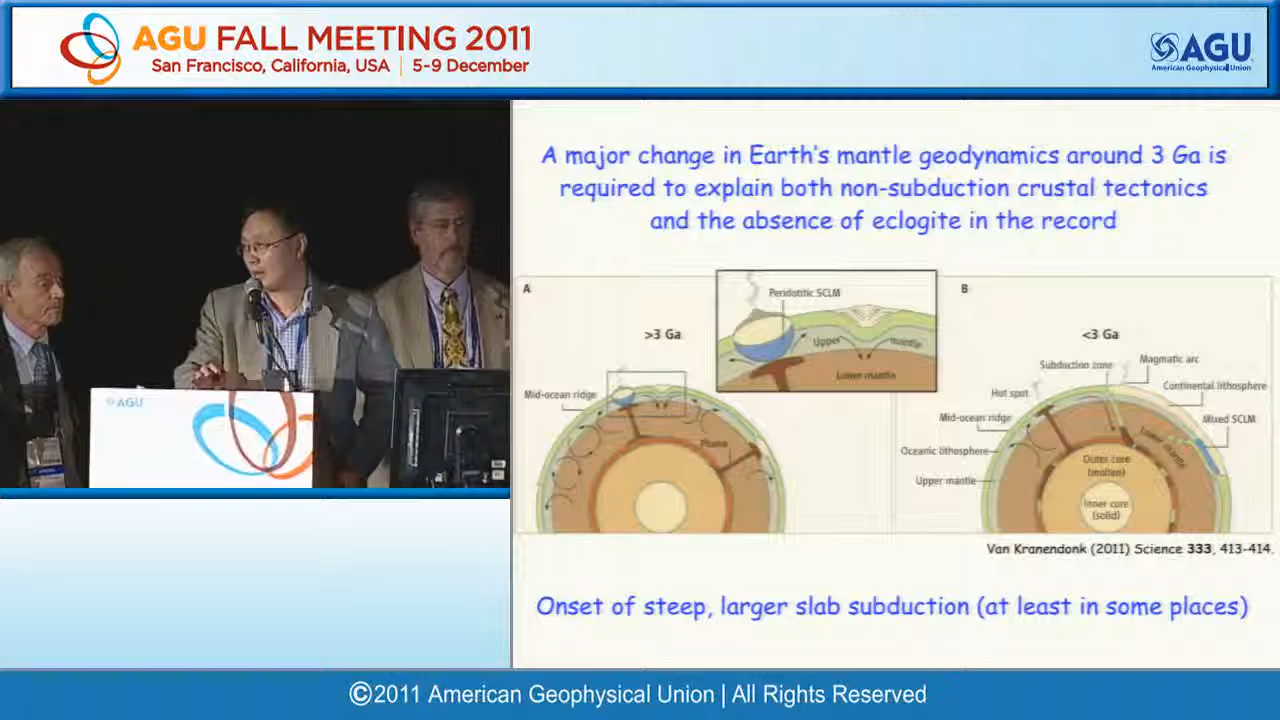 AGU FALL MEETING 2011
San Francisco, California, USA | 5-9 December
AGU
American Geophysical Union
AGU
A major change in Earth's mantle geodynamics around 3 Ga is
required to explain both non-subduction crustal tectonics
and the absence of eclogite in the record
A
>3 Ga
Mid-ocean ridge
Plume
Peridotitic SCLM
Upper mantle
Lower mantle
B
<3 Ga
Subduction zone
Magmatic arc
Hot spot
Continental lithosphere
Mid-ocean ridge
Mixed SCLM
Oceanic lithosphere
Lower mantle
Upper mantle
Outer core
(molten)
Inner core
(solid)
Van Kranendonk (2011) Science 333, 413-414.
Onset of steep, larger slab subduction (at least in some places)
©2011 American Geophysical Union | All Rights Reserved